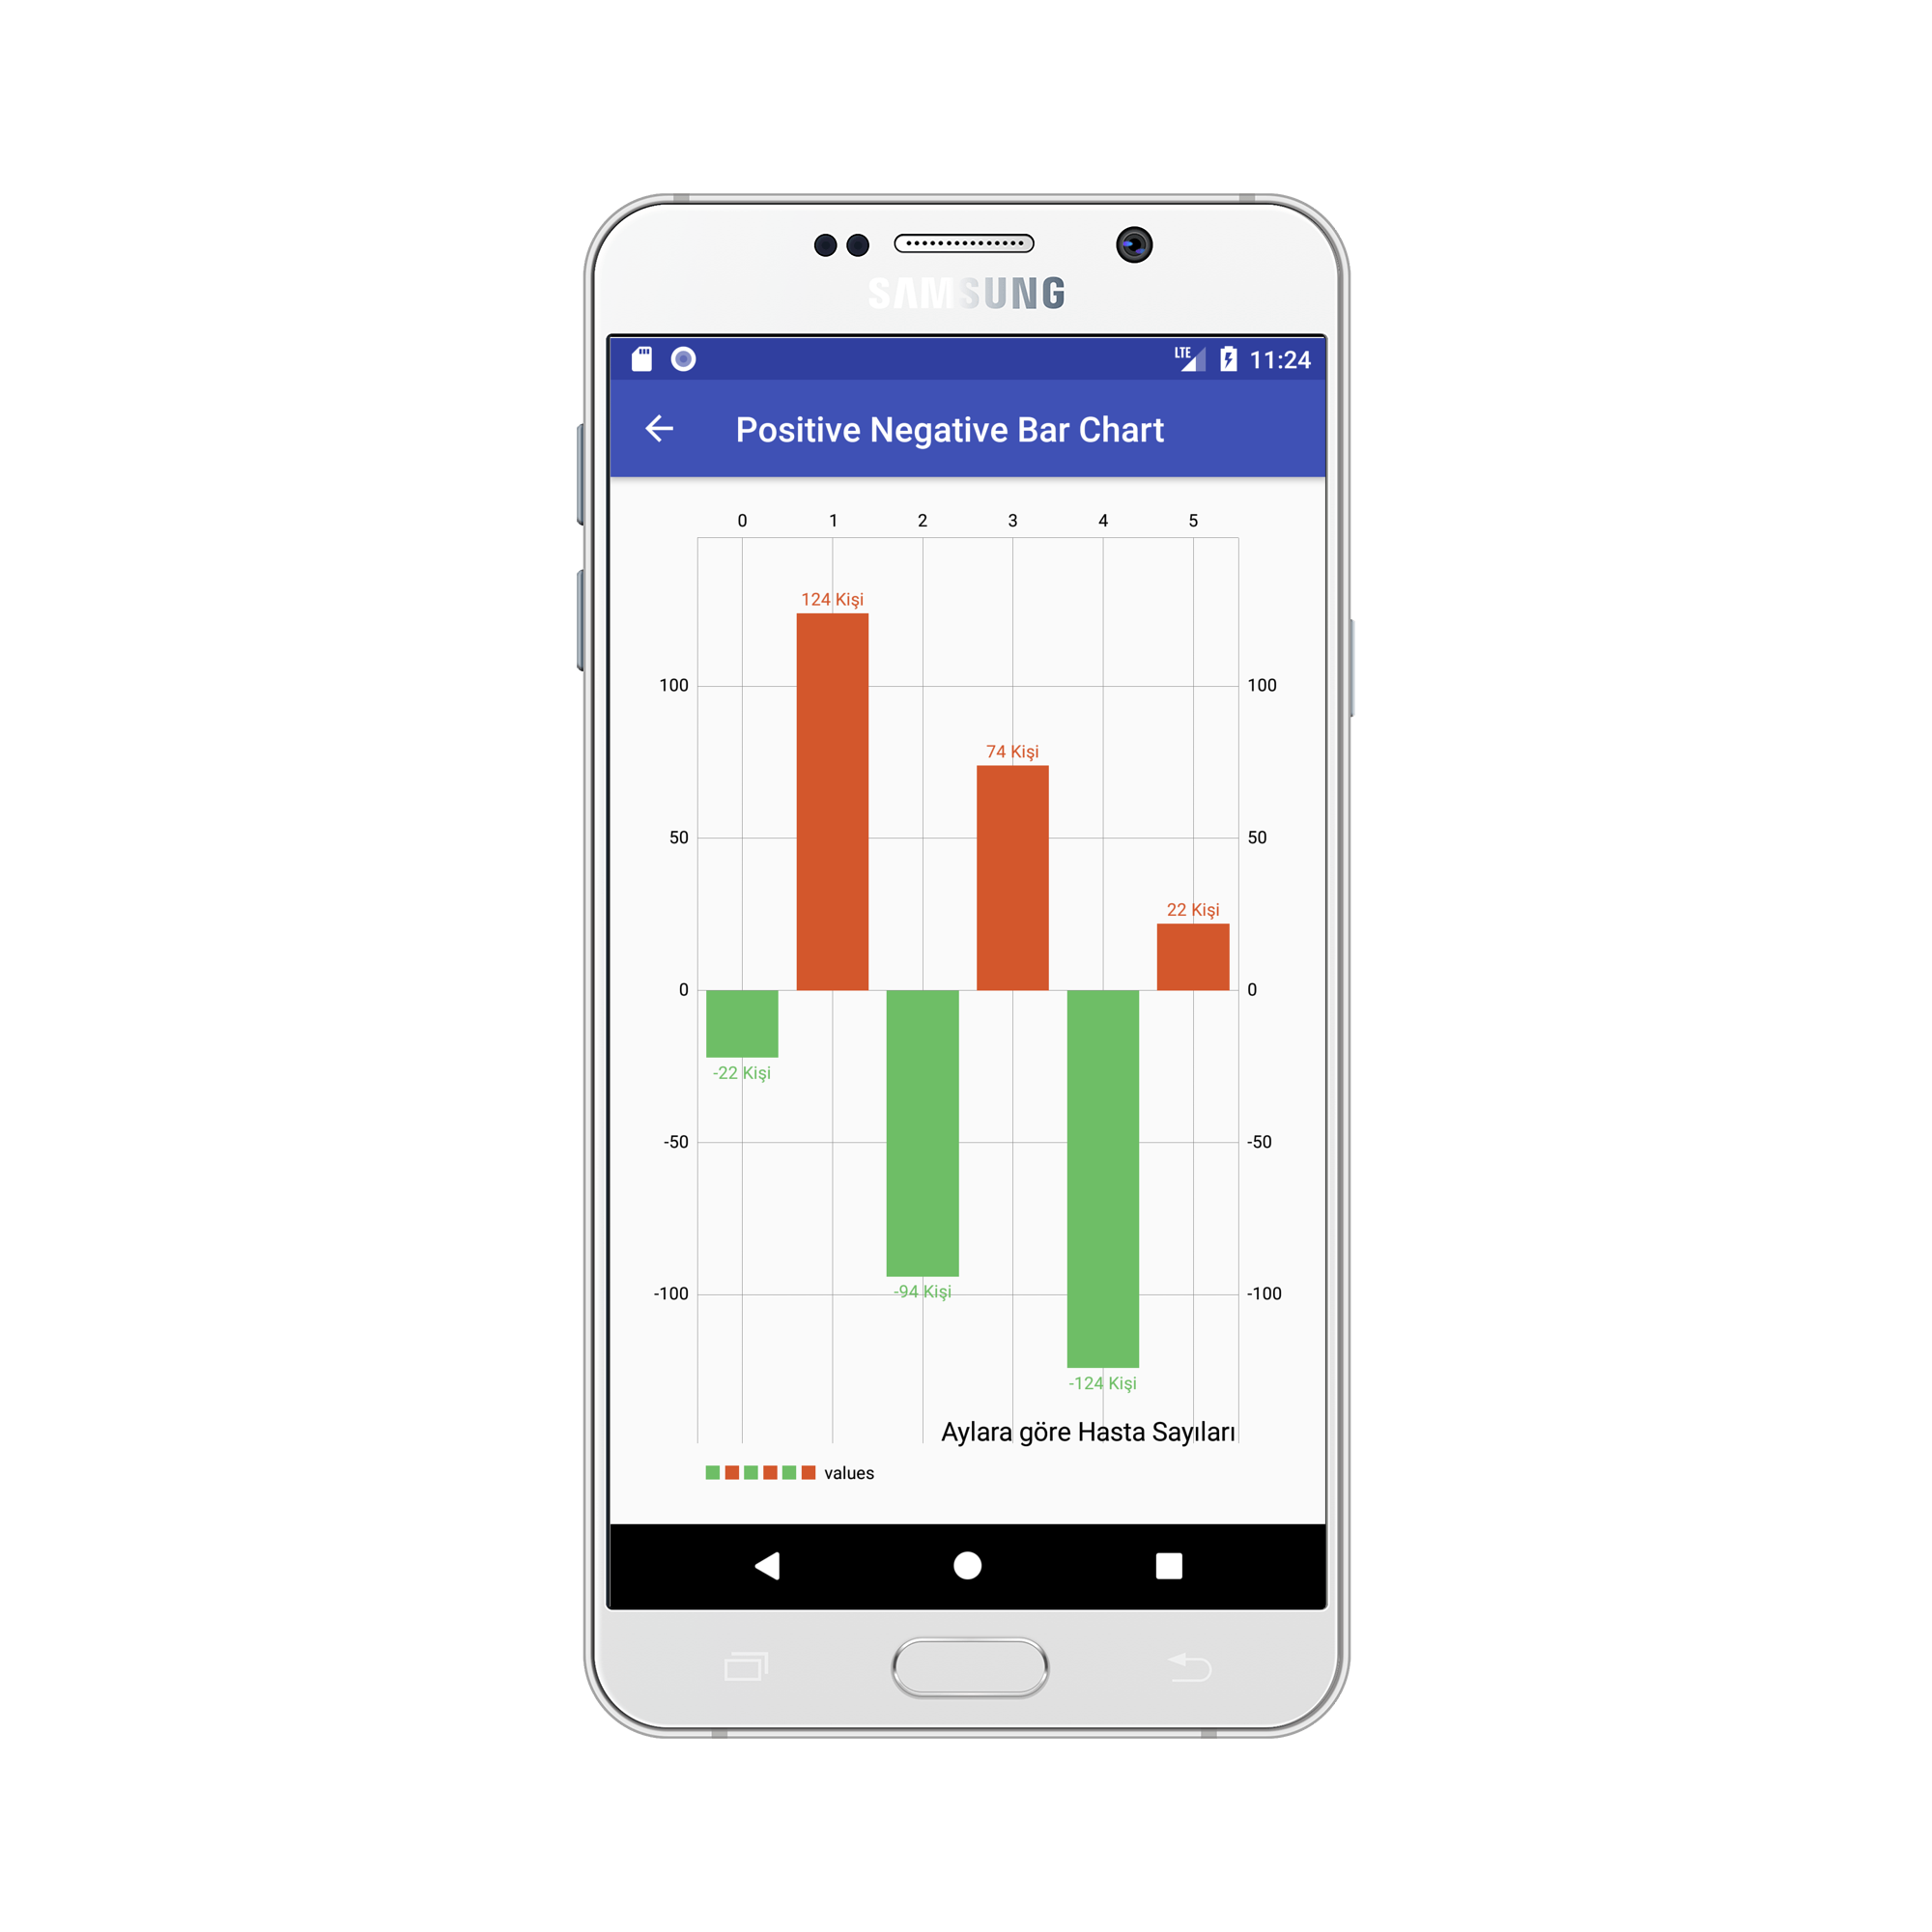 SAMSUNG
LTE 11:24
Positive Negative Bar Chart
0 1 2 3 4 5
124 Kişi
100 100
74 Kişi
50 50
22 Kişi
0 0
-22 Kişi
-50 -50
-94 Kişi
-100 -100
-124 Kişi
Aylara göre Hasta Sayıları
values